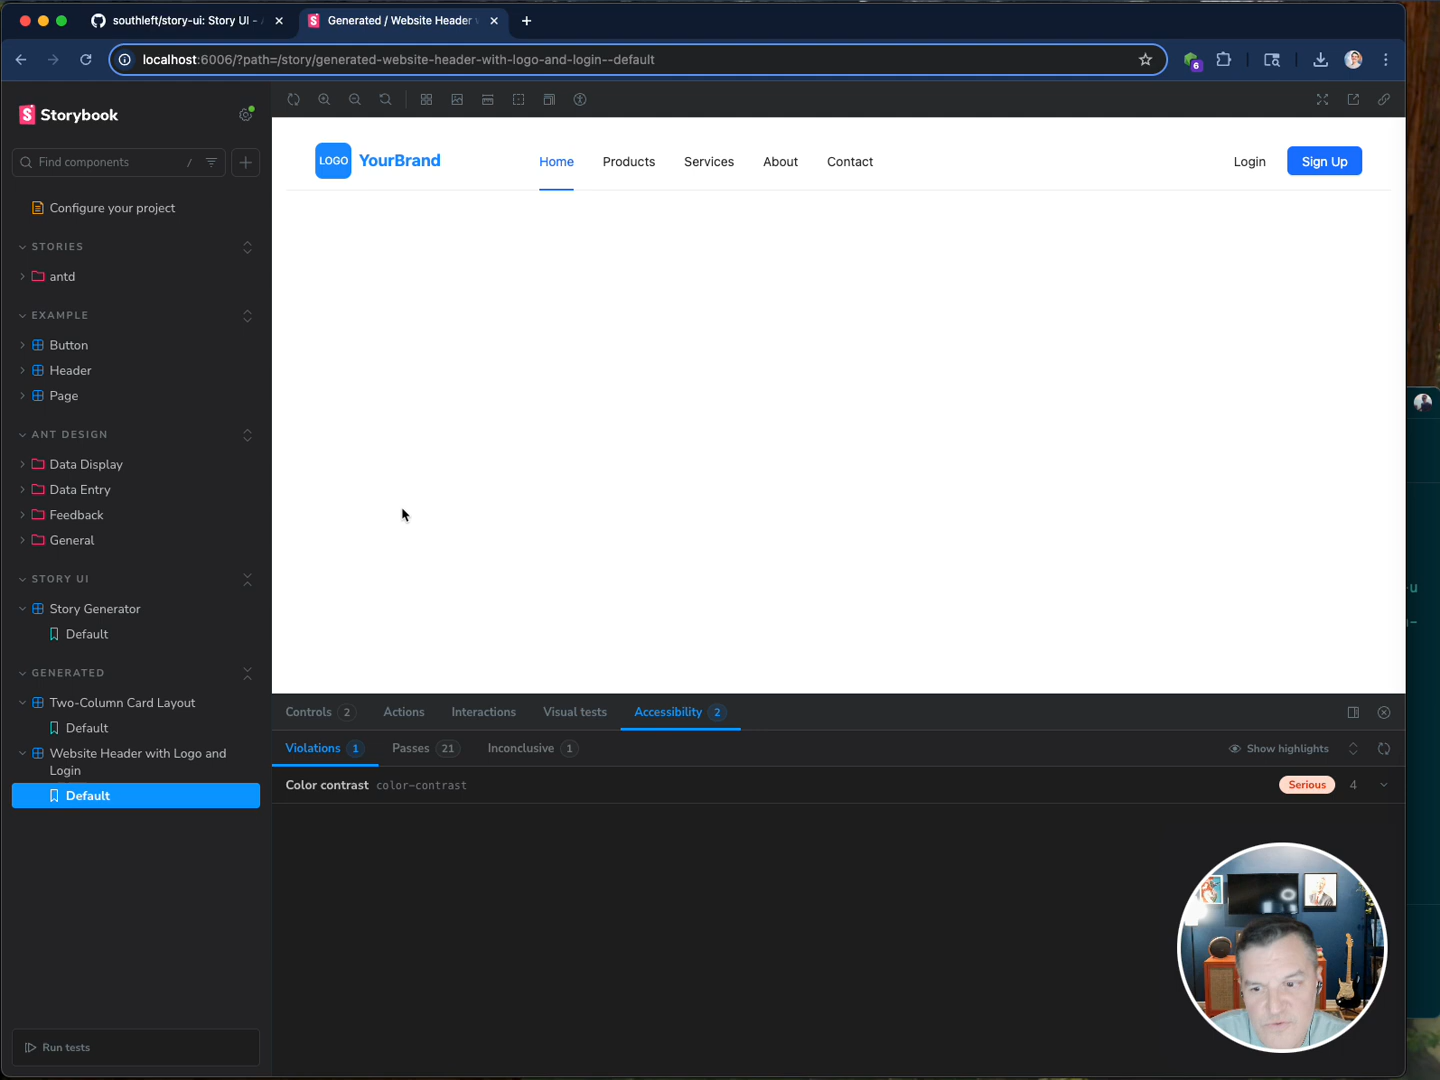 southleft/story-ui: Story UI -
Generated / Website Header
localhost:6006/?path=/story/generated-website-header-with-logo-and-login--default
6
Storybook
Find components
/
Configure your project
STORIES
antd
EXAMPLE
Button
Header
Page
ANT DESIGN
Data Display
Data Entry
Feedback
General
STORY UI
Story Generator
Default
GENERATED
Two-Column Card Layout
Default
Website Header with Logo and
Login
Default
Run tests
LOGO
YourBrand
Home
Products
Services
About
Contact
Login
Sign Up
Controls 2
Actions
Interactions
Visual tests
Accessibility 2
Violations 1
Passes 21
Inconclusive 1
Show highlights
Color contrast color-contrast
Serious
4